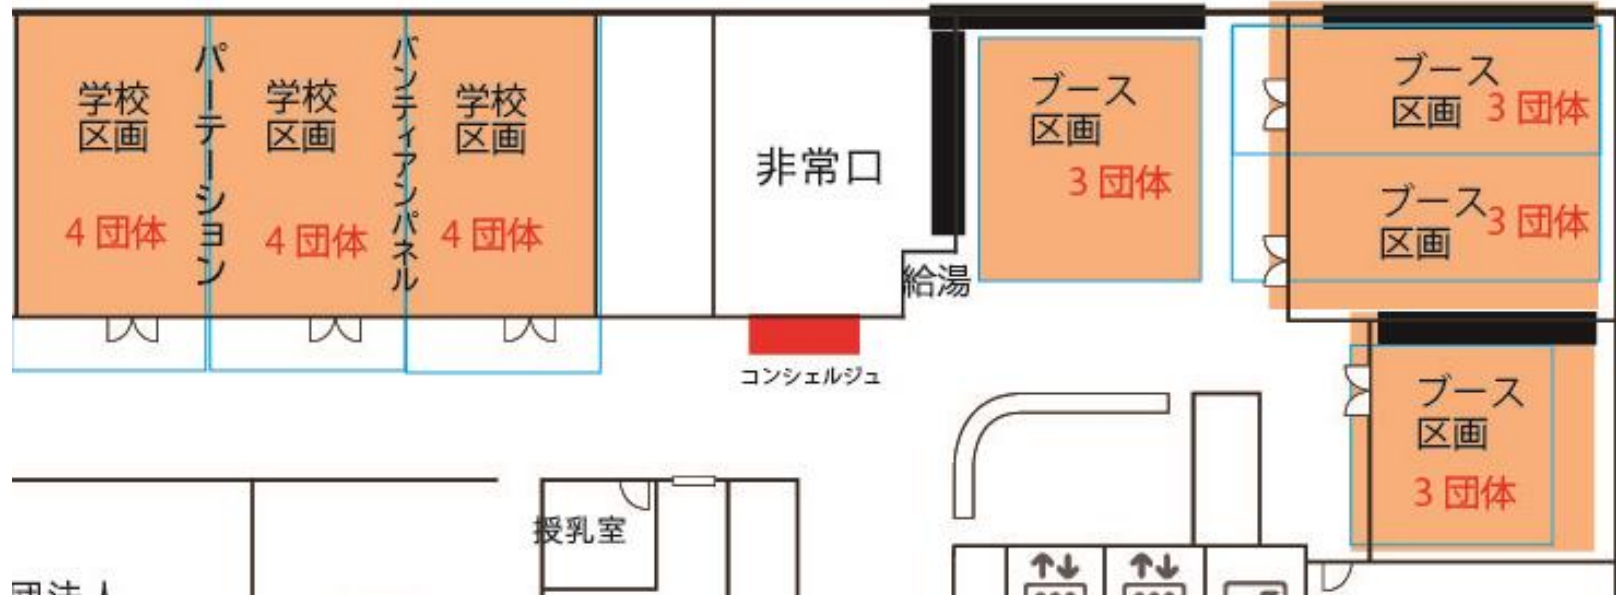 学校
区画
4 団体
パーテーション
学校
区画
4 団体
バンティアンパネル
学校
区画
4 団体
非常口
給湯
コンシェルジュ
ブース
区画
3 団体
ブース
区画
3 団体
ブース
区画
3 団体
ブース
区画
3 団体
授乳室